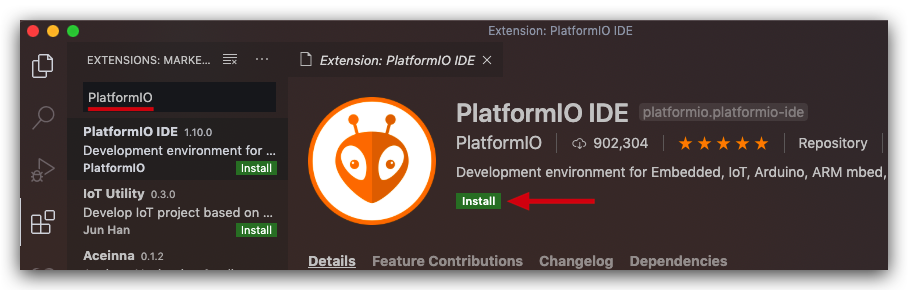 Extension: PlatformIO IDE
EXTENSIONS: MARKE...
Extension: PlatformIO IDE
PlatformIO
PlatformIO IDE 1.10.0
Development environment for ...
PlatformIO Install
IoT Utility 0.3.0
Develop IoT project based on ...
Jun Han Install
Aceinna 0.1.2
PlatformIO IDE platformio.platformio-ide
PlatformIO 902,304 Repository
Development environment for Embedded, IoT, Arduino, ARM mbed,
Install
Details Feature Contributions Changelog Dependencies